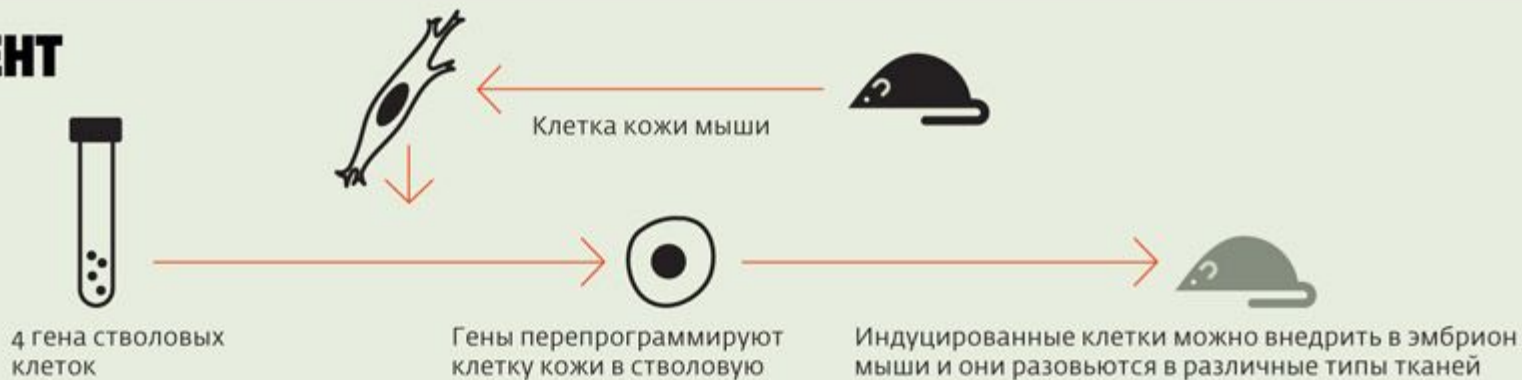 ЕНТ
Клетка кожи мыши
4 гена стволовых
клеток
Гены перепрограммируют
клетку кожи в стволовую
Индуцированные клетки можно внедрить в эмбрион
мыши и они разовьются в различные типы тканей